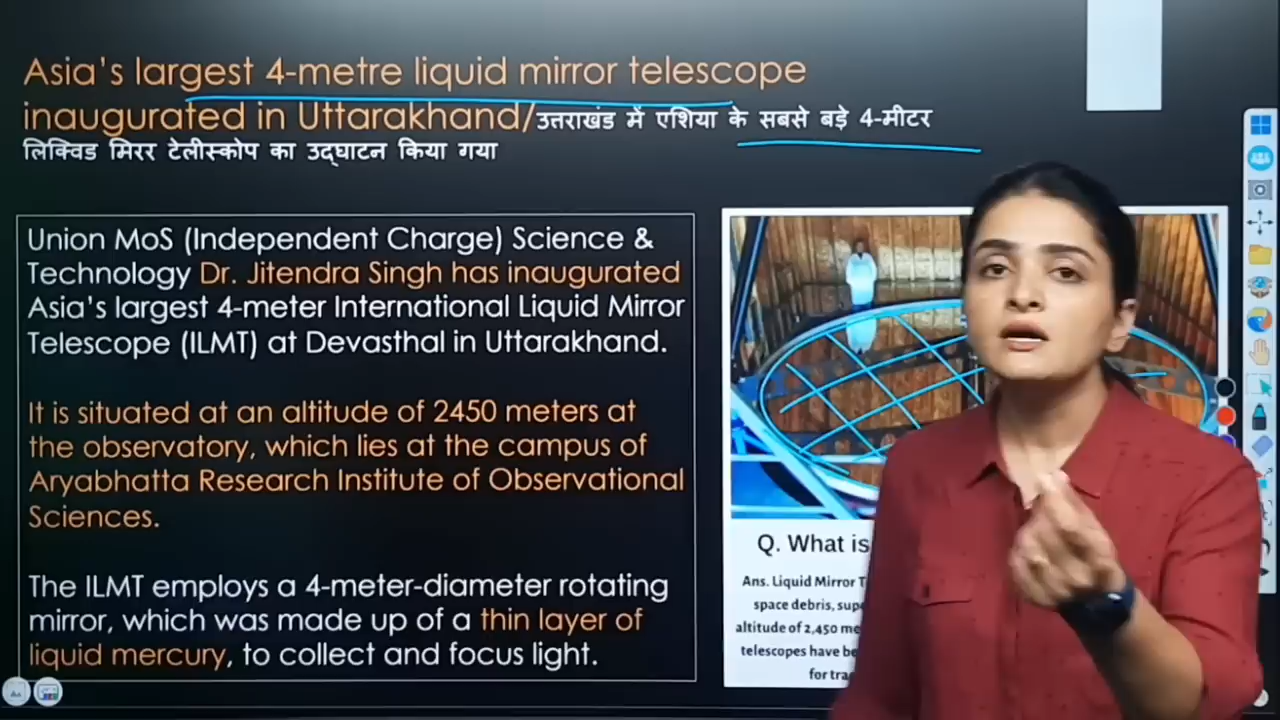 Asia's largest 4-metre liquid mirror telescope
inaugurated in Uttarakhand/उत्तराखंड में एशिया के सबसे बड़े 4-मीटर
लिक्विड मिरर टेलीस्कोप का उद्घाटन किया गया
Union MoS (Independent Charge) Science &
Technology Dr. Jitendra Singh has inaugurated
Asia's largest 4-meter International Liquid Mirror
Telescope (ILMT) at Devasthal in Uttarakhand.
It is situated at an altitude of 2450 meters at
the observatory, which lies at the campus of
Aryabhatta Research Institute of Observational
Sciences.
The ILMT employs a 4-meter-diameter rotating
mirror, which was made up of a thin layer of
liquid mercury, to collect and focus light.
Q. What is
Ans. Liquid Mirror
space debris,
altitude of 2,450
telescopes have
for